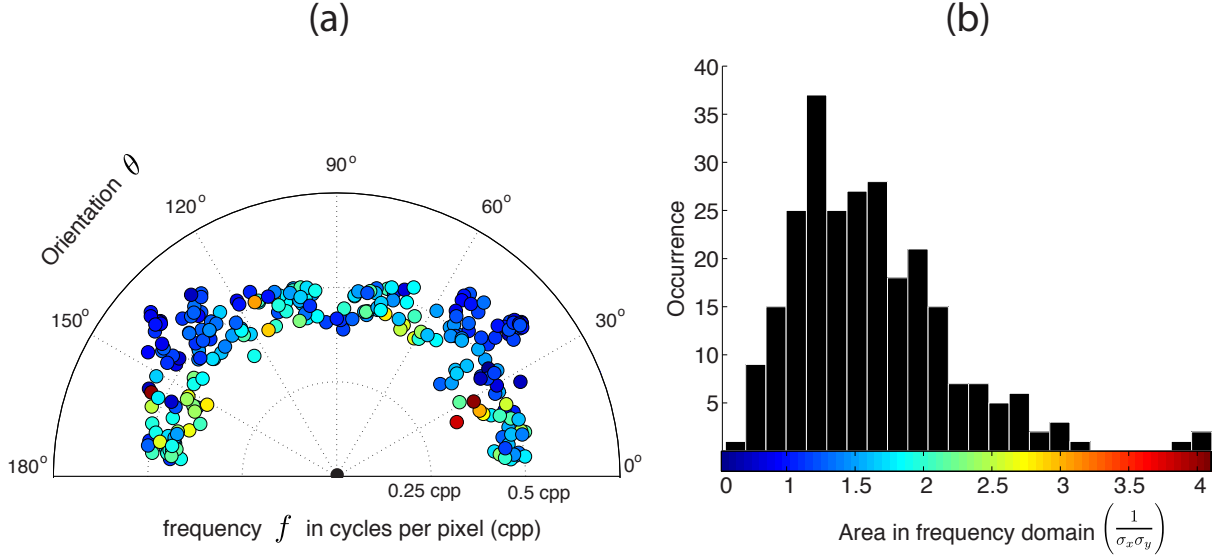 (a)
(b)
Orientation θ
90°
120°
60°
150°
30°
180°
0°
0.25 cpp
0.5 cpp
frequency f in cycles per pixel (cpp)
Occurrence
40
35
30
25
20
15
10
5
0 1 1.5 2 2.5 3 3.5 4
Area in frequency domain (1/σxσy)